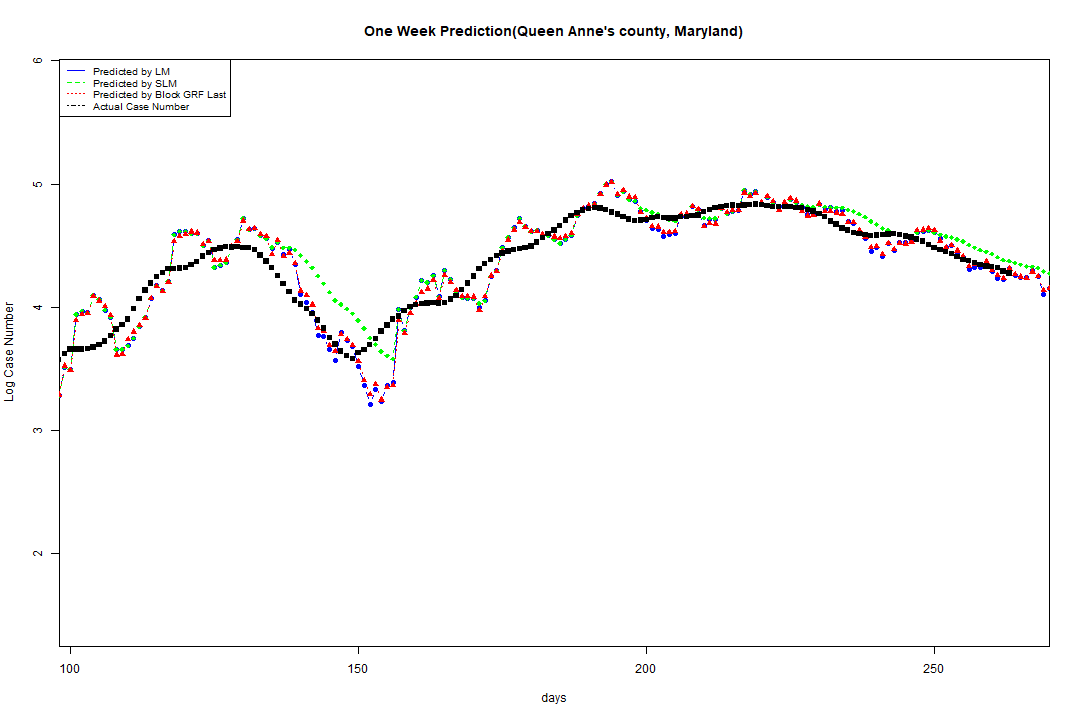 One Week Prediction(Queen Anne's county, Maryland)
Predicted by LM
Predicted by SLM
Predicted by Block GRF Last
Actual Case Number
6
5
4
3
2
Log Case Number
100
150
200
250
days